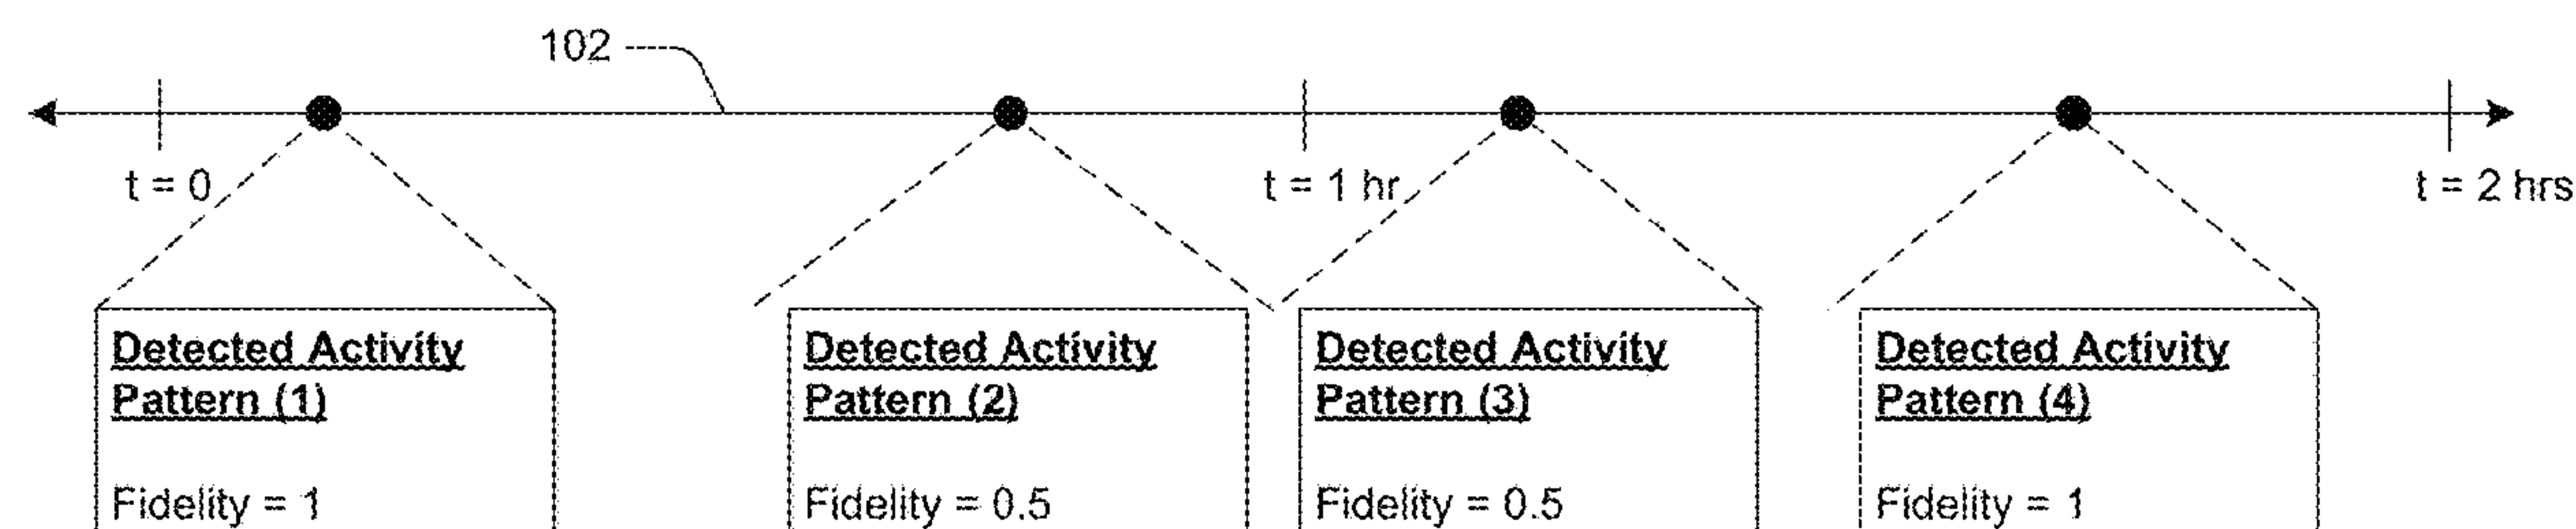 102
t = 0
t = 1 hr
t = 2 hrs
Detected Activity
Pattern (1)
Fidelity = 1
Detected Activity
Pattern (2)
Fidelity = 0.5
Detected Activity
Pattern (3)
Fidelity = 0.5
Detected Activity
Pattern (4)
Fidelity = 1